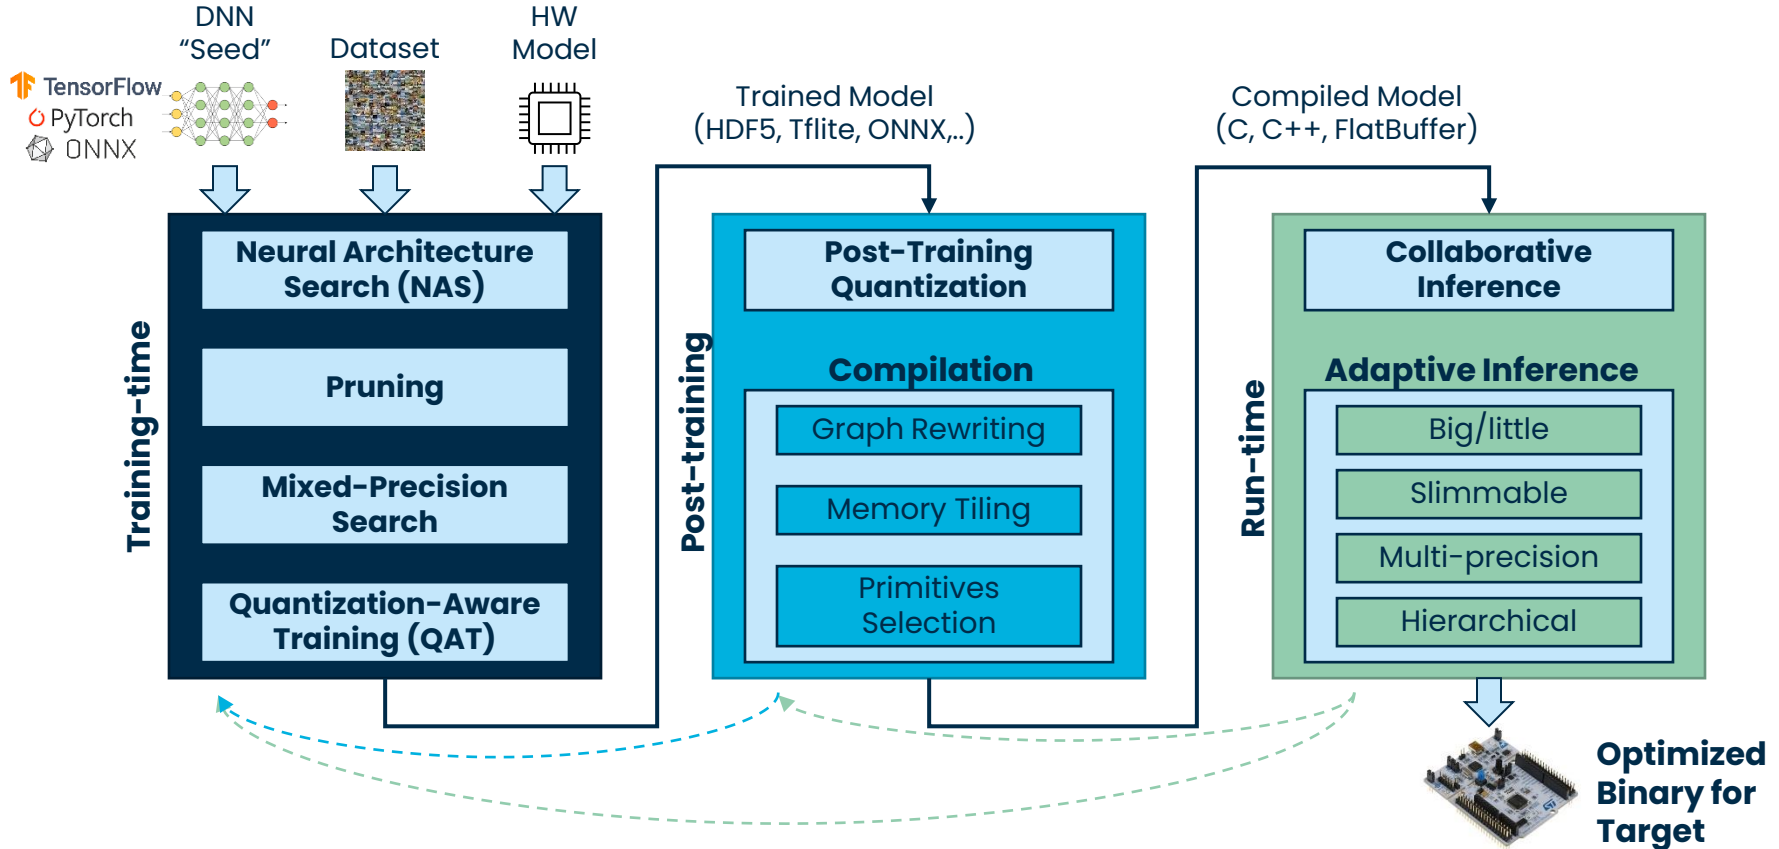 DNN
“Seed”
Dataset
HW
Model
TensorFlow
PyTorch
ONNX
Trained Model
(HDF5, Tflite, ONNX,..)
Compiled Model
(C, C++, FlatBuffer)
Training-time
Neural Architecture
Search (NAS)
Pruning
Mixed-Precision
Search
Quantization-Aware
Training (QAT)
Post-training
Post-Training
Quantization
Compilation
Graph Rewriting
Memory Tiling
Primitives
Selection
Run-time
Collaborative
Inference
Adaptive Inference
Big/little
Slimmable
Multi-precision
Hierarchical
Optimized
Binary for
Target